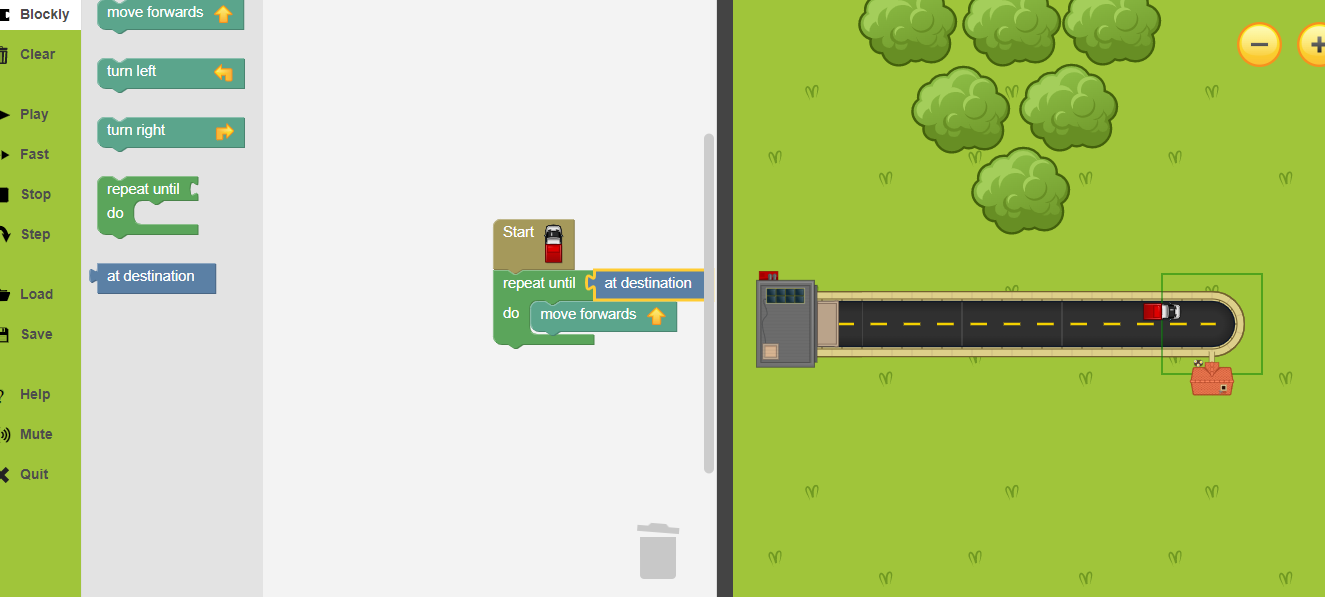 Blockly
Clear
Play
Fast
Stop
Step
Load
Save
Help
Mute
Quit
move forwards
turn left
turn right
repeat until
do
at destination
Start
repeat until at destination
do move forwards